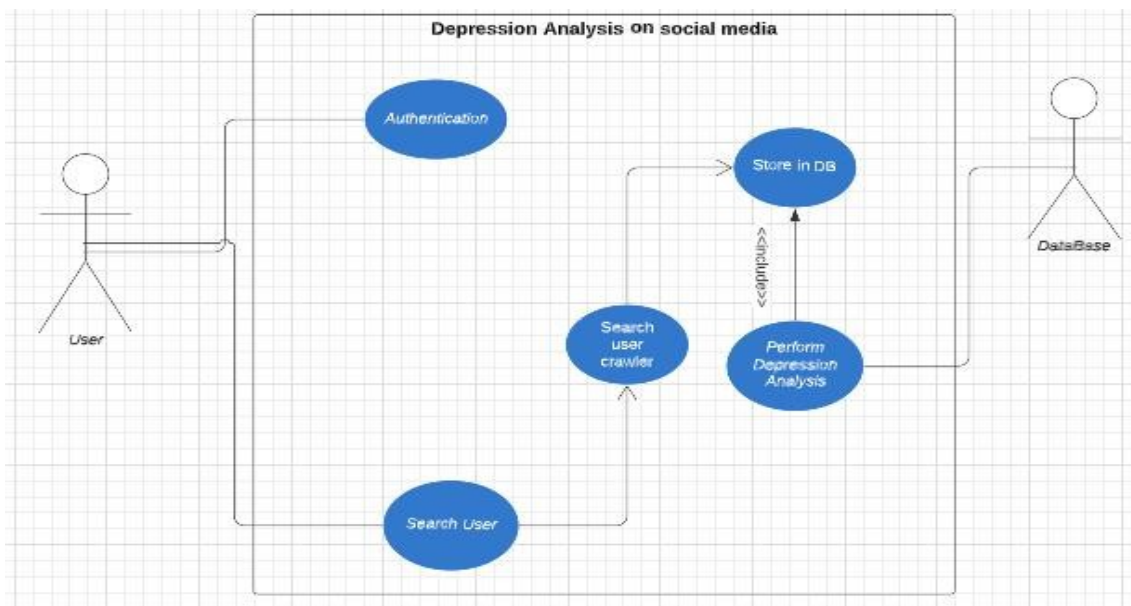 Depression Analysis on social media
Authentication
Store in DB
<<include>>
DataBase
User
Search
user
crawler
Perform
Depression
Analysis
Search User